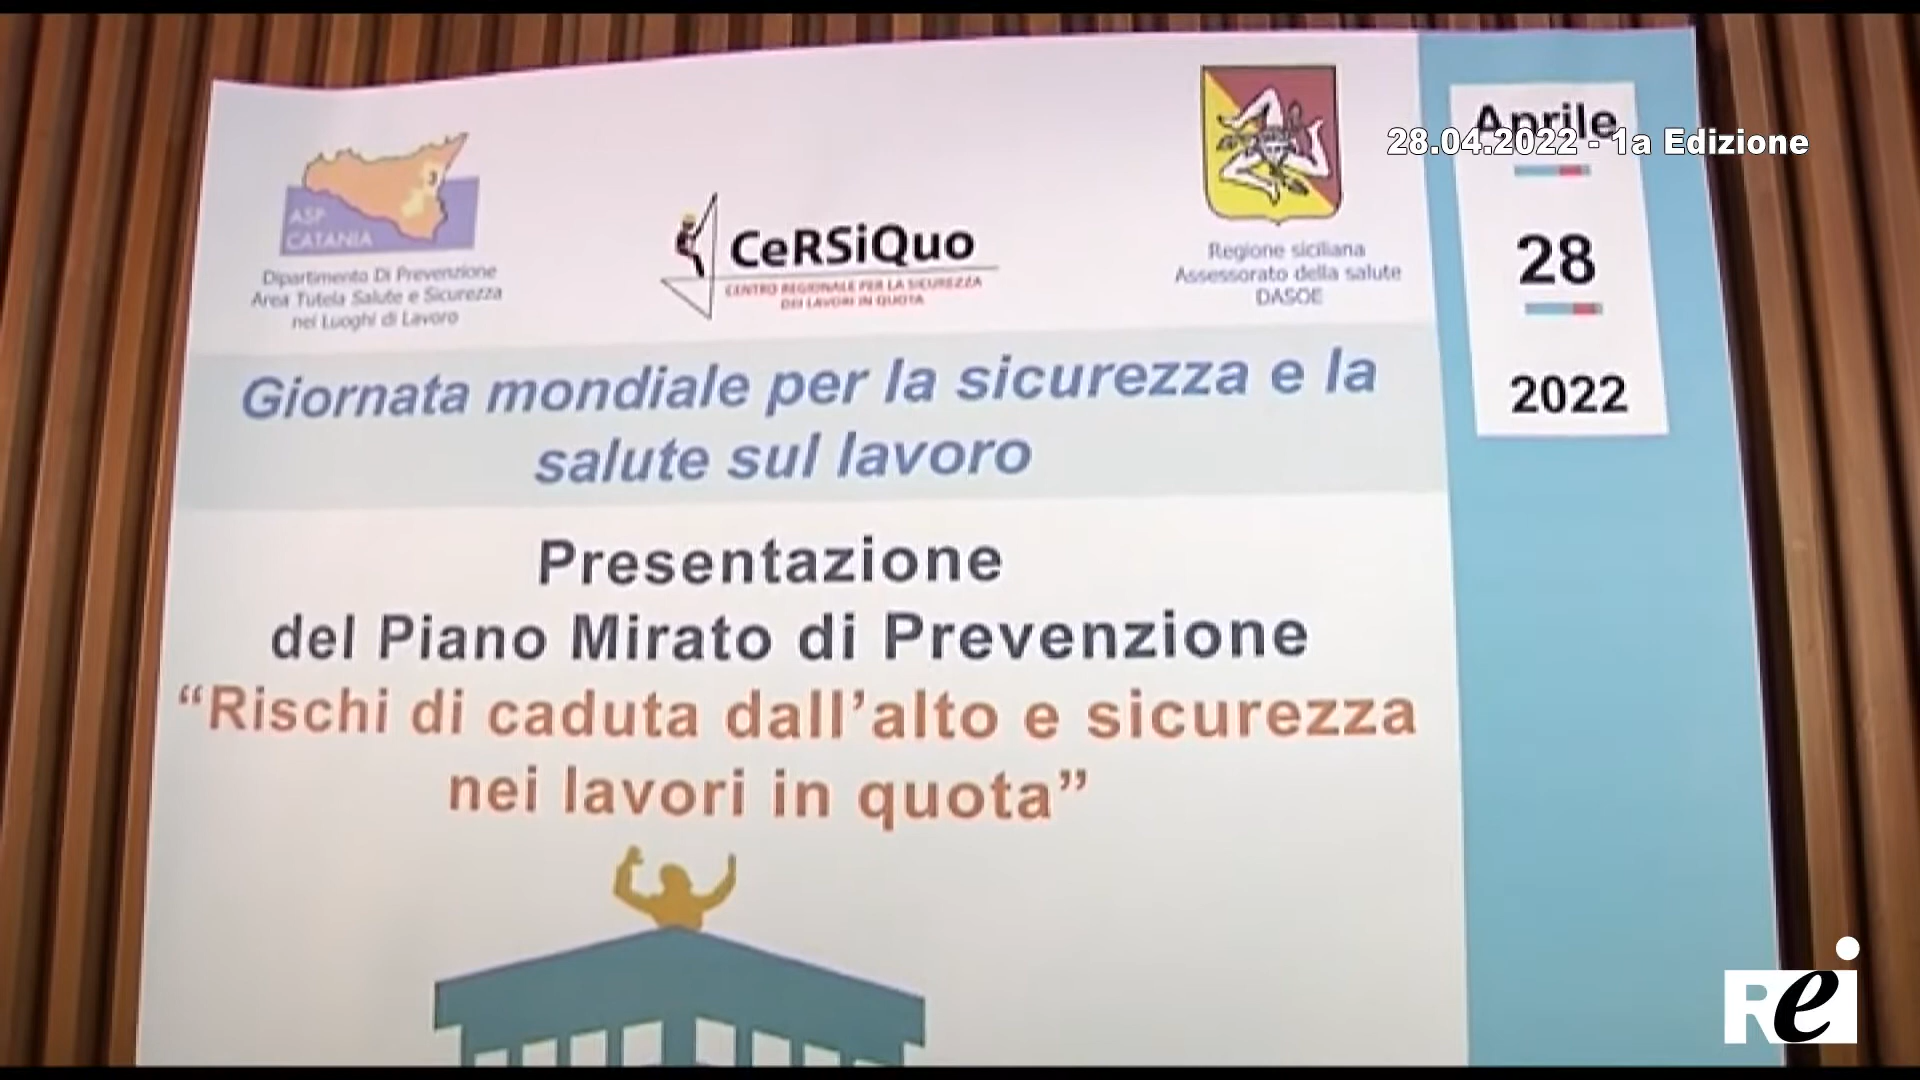 28.04.2022 - 1a Edizione
Aprile
28
2022
3
ASP
CATANIA
Dipartimento Di Prevenzione
Area Tutela Salute e Sicurezza
nei Luoghi di Lavoro
CeRSiQuo
CENTRO REGIONALE PER LA SICUREZZA
DEI LAVORI IN QUOTA
Regione siciliana
Assessorato della salute
DASOE
Giornata mondiale per la sicurezza e la
salute sul lavoro
Presentazione
del Piano Mirato di Prevenzione
“Rischi di caduta dall’alto e sicurezza
nei lavori in quota”
Rei